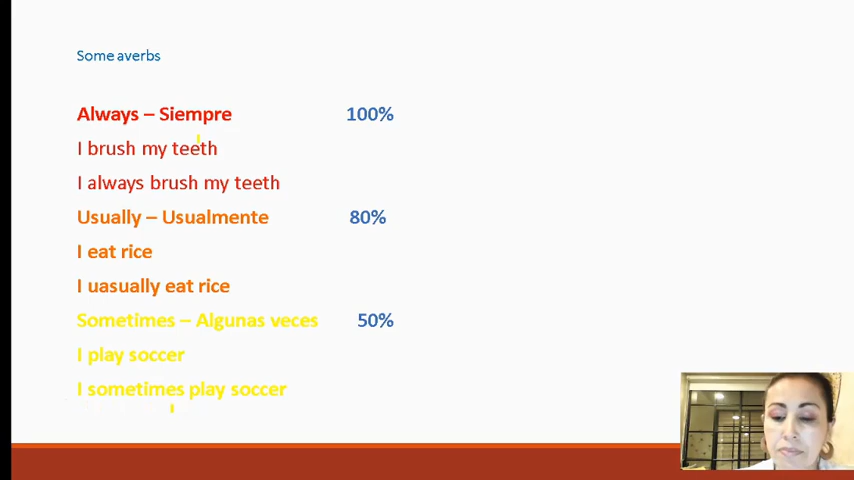 Some averbs
Always – Siempre 100%
I brush my teeth
I always brush my teeth
Usually – Usualmente 80%
I eat rice
I uasually eat rice
Sometimes – Algunas veces 50%
I play soccer
I sometimes play soccer